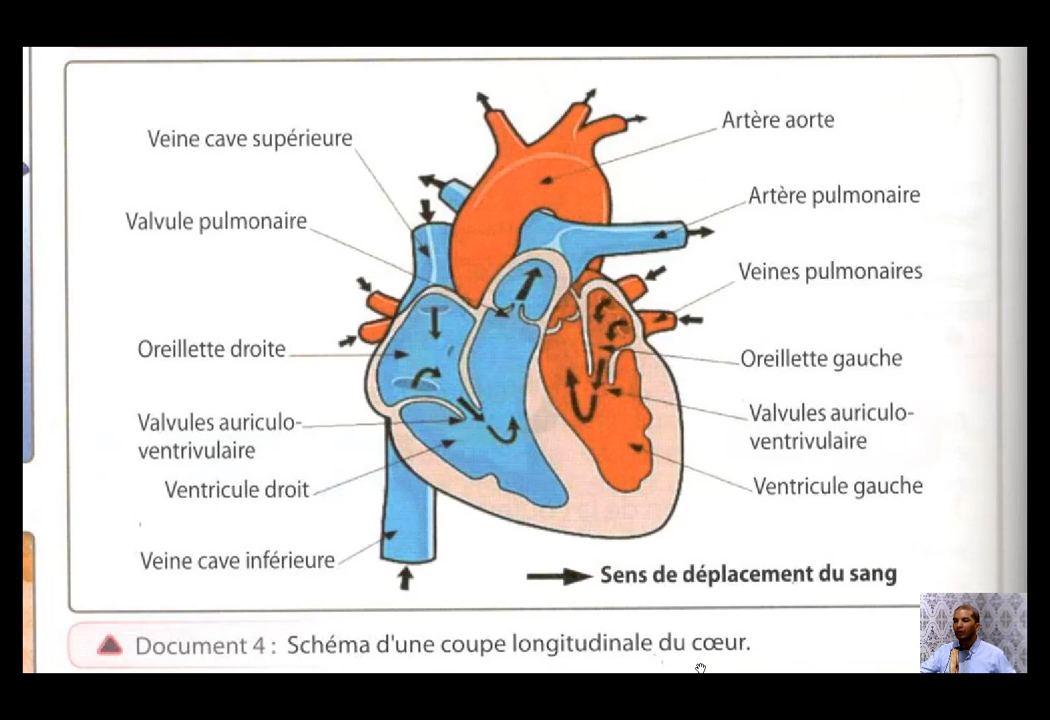 Veine cave supérieure
Valvule pulmonaire
Oreillette droite
Valvules auriculo-
ventrivulaire
Ventricule droit
Veine cave inférieure
Artère aorte
Artère pulmonaire
Veines pulmonaires
Oreillette gauche
Valvules auriculo-
ventrivulaire
Ventricule gauche
Sens de déplacement du sang
Document 4 : Schéma d'une coupe longitudinale du cœur.